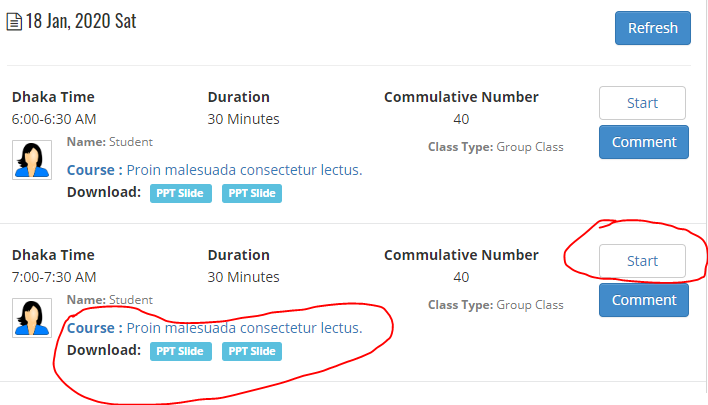 18 Jan, 2020 Sat
Refresh
Dhaka Time Duration Commulative Number
Start
6:00-6:30 AM 30 Minutes 40
Comment
Name: Student
Class Type: Group Class
Course : Proin malesuada consectetur lectus.
Download: PPT Slide PPT Slide
Dhaka Time Duration Commulative Number
Start
7:00-7:30 AM 30 Minutes 40
Comment
Name: Student
Class Type: Group Class
Course : Proin malesuada consectetur lectus.
Download: PPT Slide PPT Slide